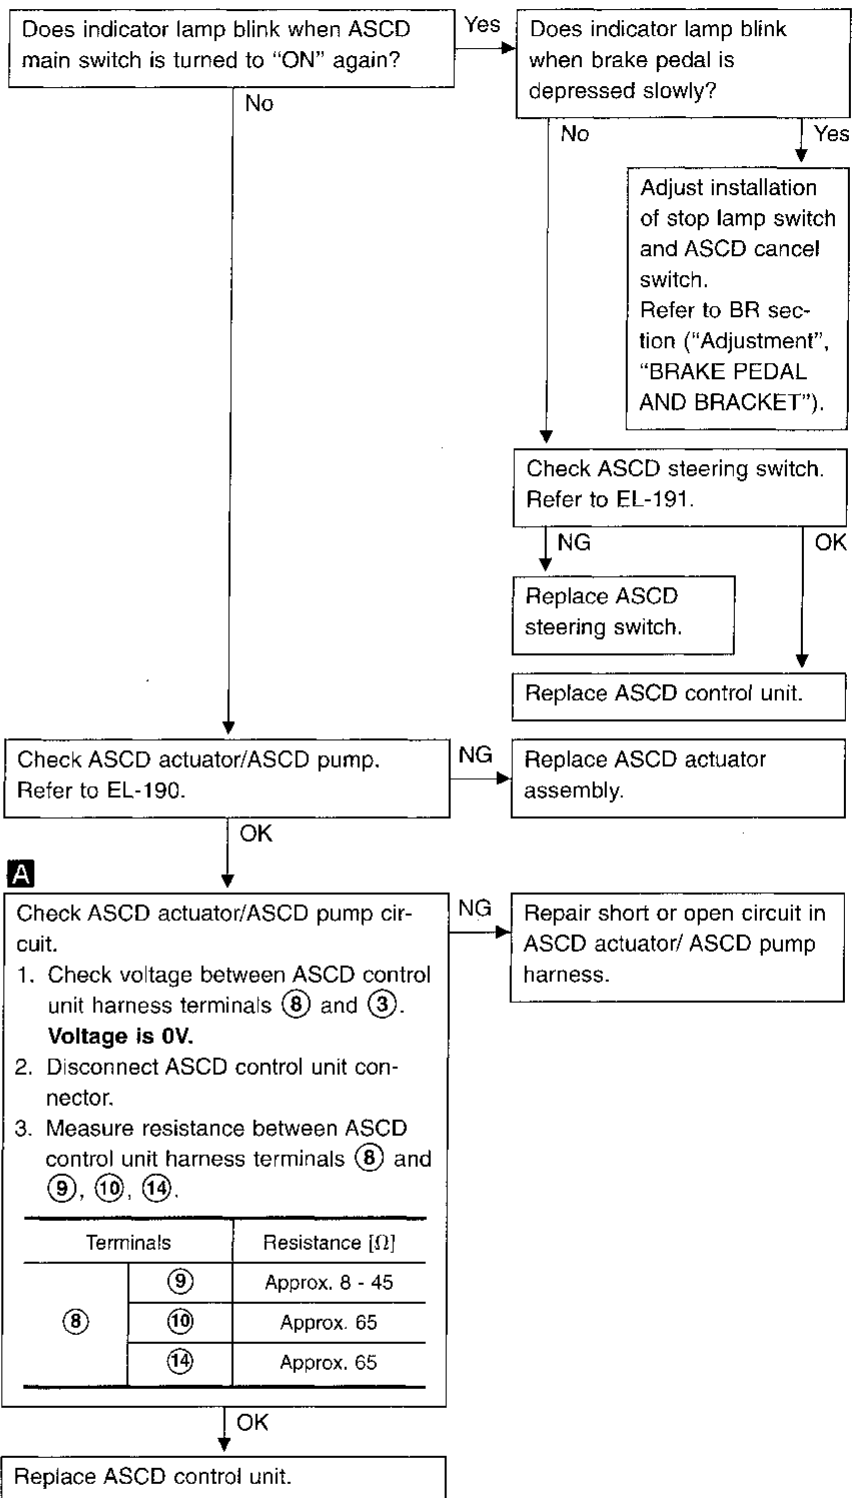 Does indicator lamp blink when ASCD
main switch is turned to “ON” again?
Yes
Does indicator lamp blink
when brake pedal is
depressed slowly?
No
No
Yes
Adjust installation
of stop lamp switch
and ASCD cancel
switch.
Refer to BR sec-
tion (“Adjustment”,
“BRAKE PEDAL
AND BRACKET”).
Check ASCD steering switch.
Refer to EL-191.
NG
OK
Replace ASCD
steering switch.
Replace ASCD control unit.
Check ASCD actuator/ASCD pump.
Refer to EL-190.
NG
Replace ASCD actuator
assembly.
OK
A
Check ASCD actuator/ASCD pump cir-
cuit.
1. Check voltage between ASCD control
unit harness terminals ⑧ and ③.
Voltage is 0V.
2. Disconnect ASCD control unit con-
nector.
3. Measure resistance between ASCD
control unit harness terminals ⑧ and
⑨, ⑩, ⑭.
NG
Repair short or open circuit in
ASCD actuator/ ASCD pump
harness.
Terminals Resistance [Ω]
⑨ Approx. 8 - 45
⑧ ⑩ Approx. 65
⑭ Approx. 65
OK
Replace ASCD control unit.